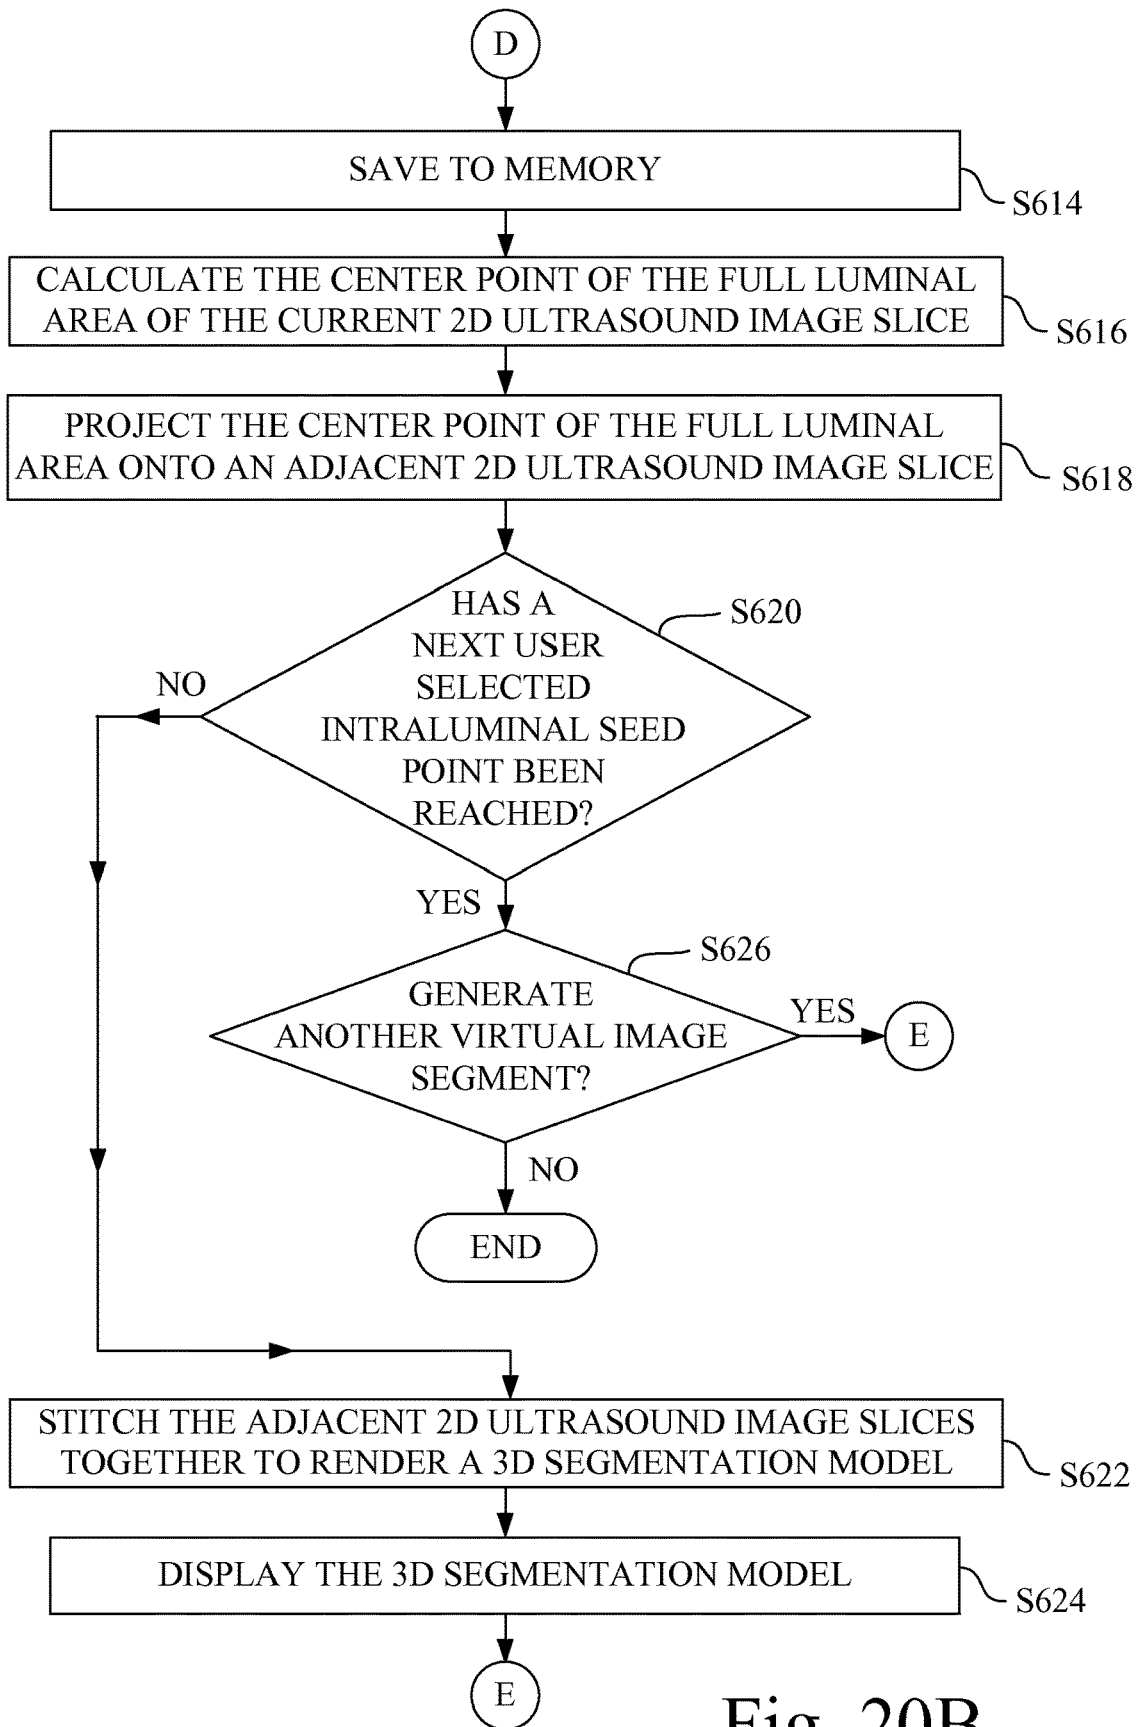 D
SAVE TO MEMORY
S614
CALCULATE THE CENTER POINT OF THE FULL LUMINAL
AREA OF THE CURRENT 2D ULTRASOUND IMAGE SLICE
S616
PROJECT THE CENTER POINT OF THE FULL LUMINAL
AREA ONTO AN ADJACENT 2D ULTRASOUND IMAGE SLICE
S618
HAS A
NEXT USER
SELECTED
INTRALUMINAL SEED
POINT BEEN
REACHED?
S620
NO
YES
GENERATE
ANOTHER VIRTUAL IMAGE
SEGMENT?
S626
YES
E
NO
END
STITCH THE ADJACENT 2D ULTRASOUND IMAGE SLICES
TOGETHER TO RENDER A 3D SEGMENTATION MODEL
S622
DISPLAY THE 3D SEGMENTATION MODEL
S624
E
Fig. 20B